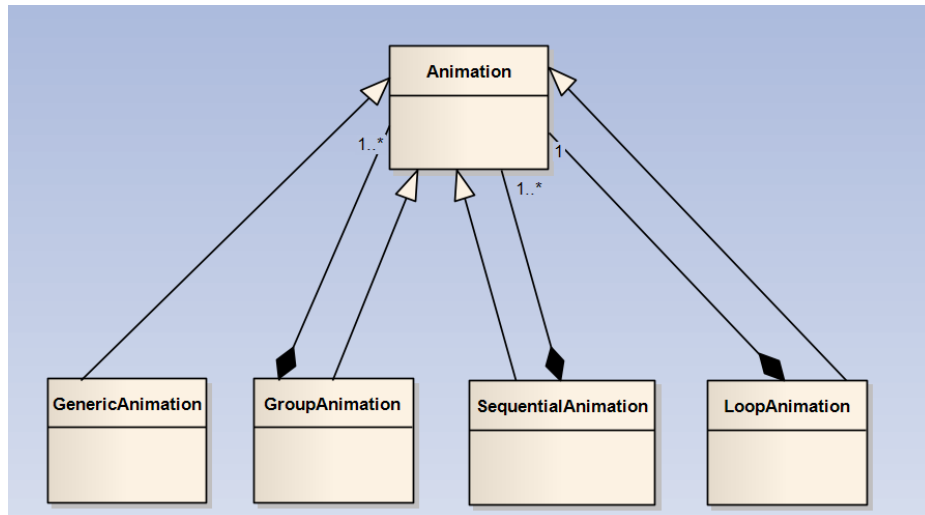 Animation
1..*
1
1..*
GenericAnimation
GroupAnimation
SequentialAnimation
LoopAnimation